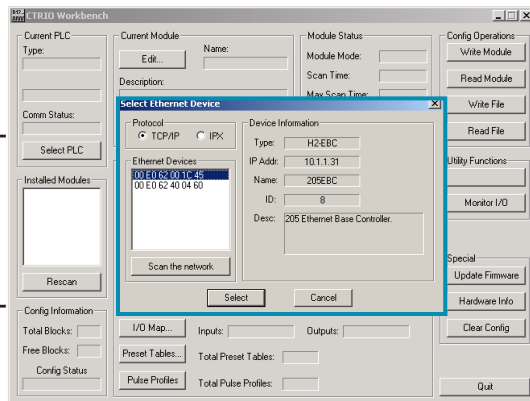 CTRIO Workbench
Current PLC
Type:
Comm Status:
Select PLC
Installed Modules
Rescan
Config Information
Total Blocks:
Free Blocks:
Config Status
Current Module
Edit...
Name:
Description:
Module Status
Module Mode:
Scan Time:
Max Scan Time:
Config Operations
Write Module
Read Module
Write File
Read File
Utility Functions
Monitor I/O
Special
Update Firmware
Hardware Info
Clear Config
Quit
Select Ethernet Device
Protocol
TCP/IP
IPX
Ethernet Devices
00 E0 62 00 1C 45
00 E0 62 40 04 60
Scan the network
Device Information
Type: H2-EBC
IP Addr: 10.1.1.31
Name: 205EBC
ID: 8
Desc: 205 Ethernet Base Controller.
Select
Cancel
I/O Map...
Inputs:
Outputs:
Preset Tables...
Total Preset Tables:
Pulse Profiles
Total Pulse Profiles: